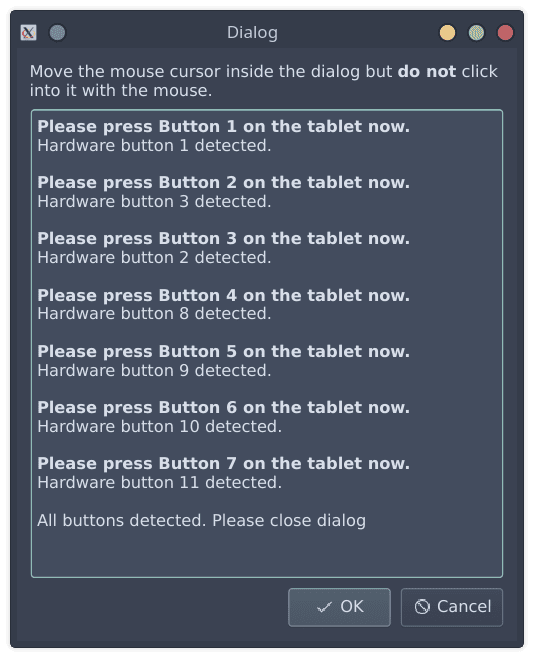 Dialog
Move the mouse cursor inside the dialog but do not click
into it with the mouse.
Please press Button 1 on the tablet now.
Hardware button 1 detected.
Please press Button 2 on the tablet now.
Hardware button 3 detected.
Please press Button 3 on the tablet now.
Hardware button 2 detected.
Please press Button 4 on the tablet now.
Hardware button 8 detected.
Please press Button 5 on the tablet now.
Hardware button 9 detected.
Please press Button 6 on the tablet now.
Hardware button 10 detected.
Please press Button 7 on the tablet now.
Hardware button 11 detected.
All buttons detected. Please close dialog
OK Cancel